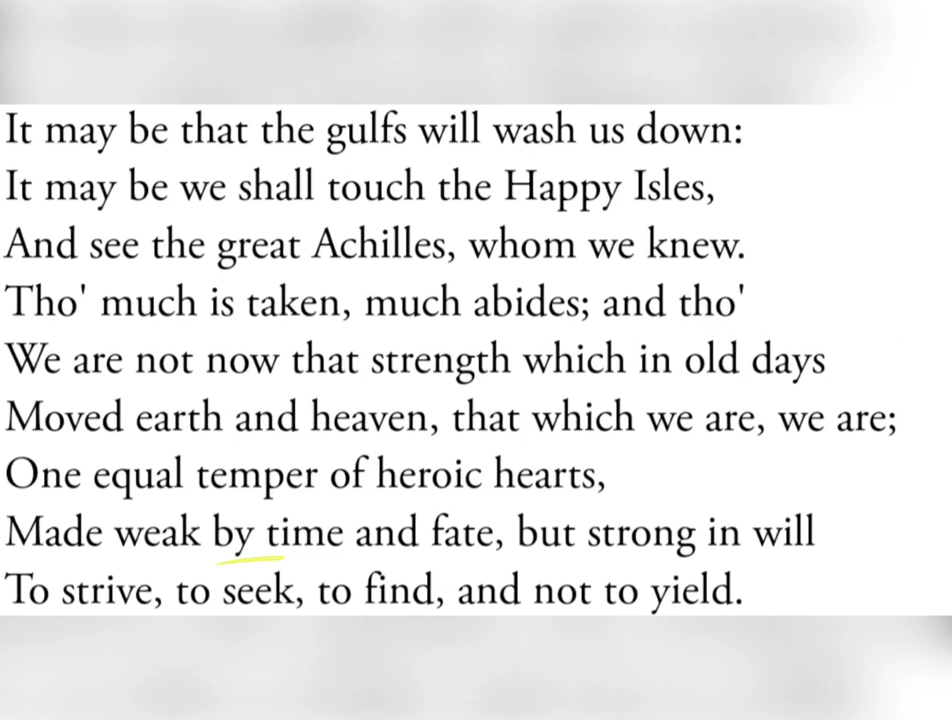 It may be that the gulfs will wash us down:
It may be we shall touch the Happy Isles,
And see the great Achilles, whom we knew.
Tho' much is taken, much abides; and tho'
We are not now that strength which in old days
Moved earth and heaven, that which we are, we are;
One equal temper of heroic hearts,
Made weak by time and fate, but strong in will
To strive, to seek, to find, and not to yield.